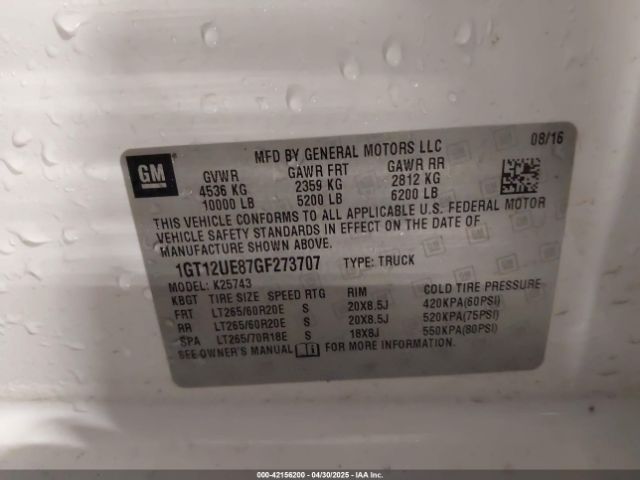 08/16
MFD BY GENERAL MOTORS LLC
GM
GVWR GAWR FRT GAWR RR
4536 KG 2359 KG 2812 KG
10000 LB 5200 LB 6200 LB
THIS VEHICLE CONFORMS TO ALL APPLICABLE U.S. FEDERAL MOTOR
VEHICLE SAFETY STANDARDS IN EFFECT ON THE DATE OF
MANUFACTURE SHOWN ABOVE.
1GT12UE87GF273707 TYPE: TRUCK
MODEL: K25743
KBGT TIRE SIZE SPEED RTG RIM COLD TIRE PRESSURE
FRT LT265/60R20E S 20X8.5J 420KPA(60PSI)
RR LT265/60R20E S 20X8.5J 520KPA(75PSI)
SPA LT265/70R18E S 18X8J 550KPA(80PSI)
SEE OWNER'S MANUAL FOR MORE INFORMATION.
000-42156200 - 04/30/2025 - IAA Inc.